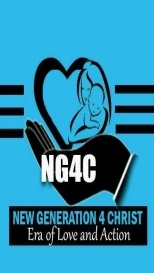 NG4C
NEW GENERATION 4 CHRIST
Era of Love and Action